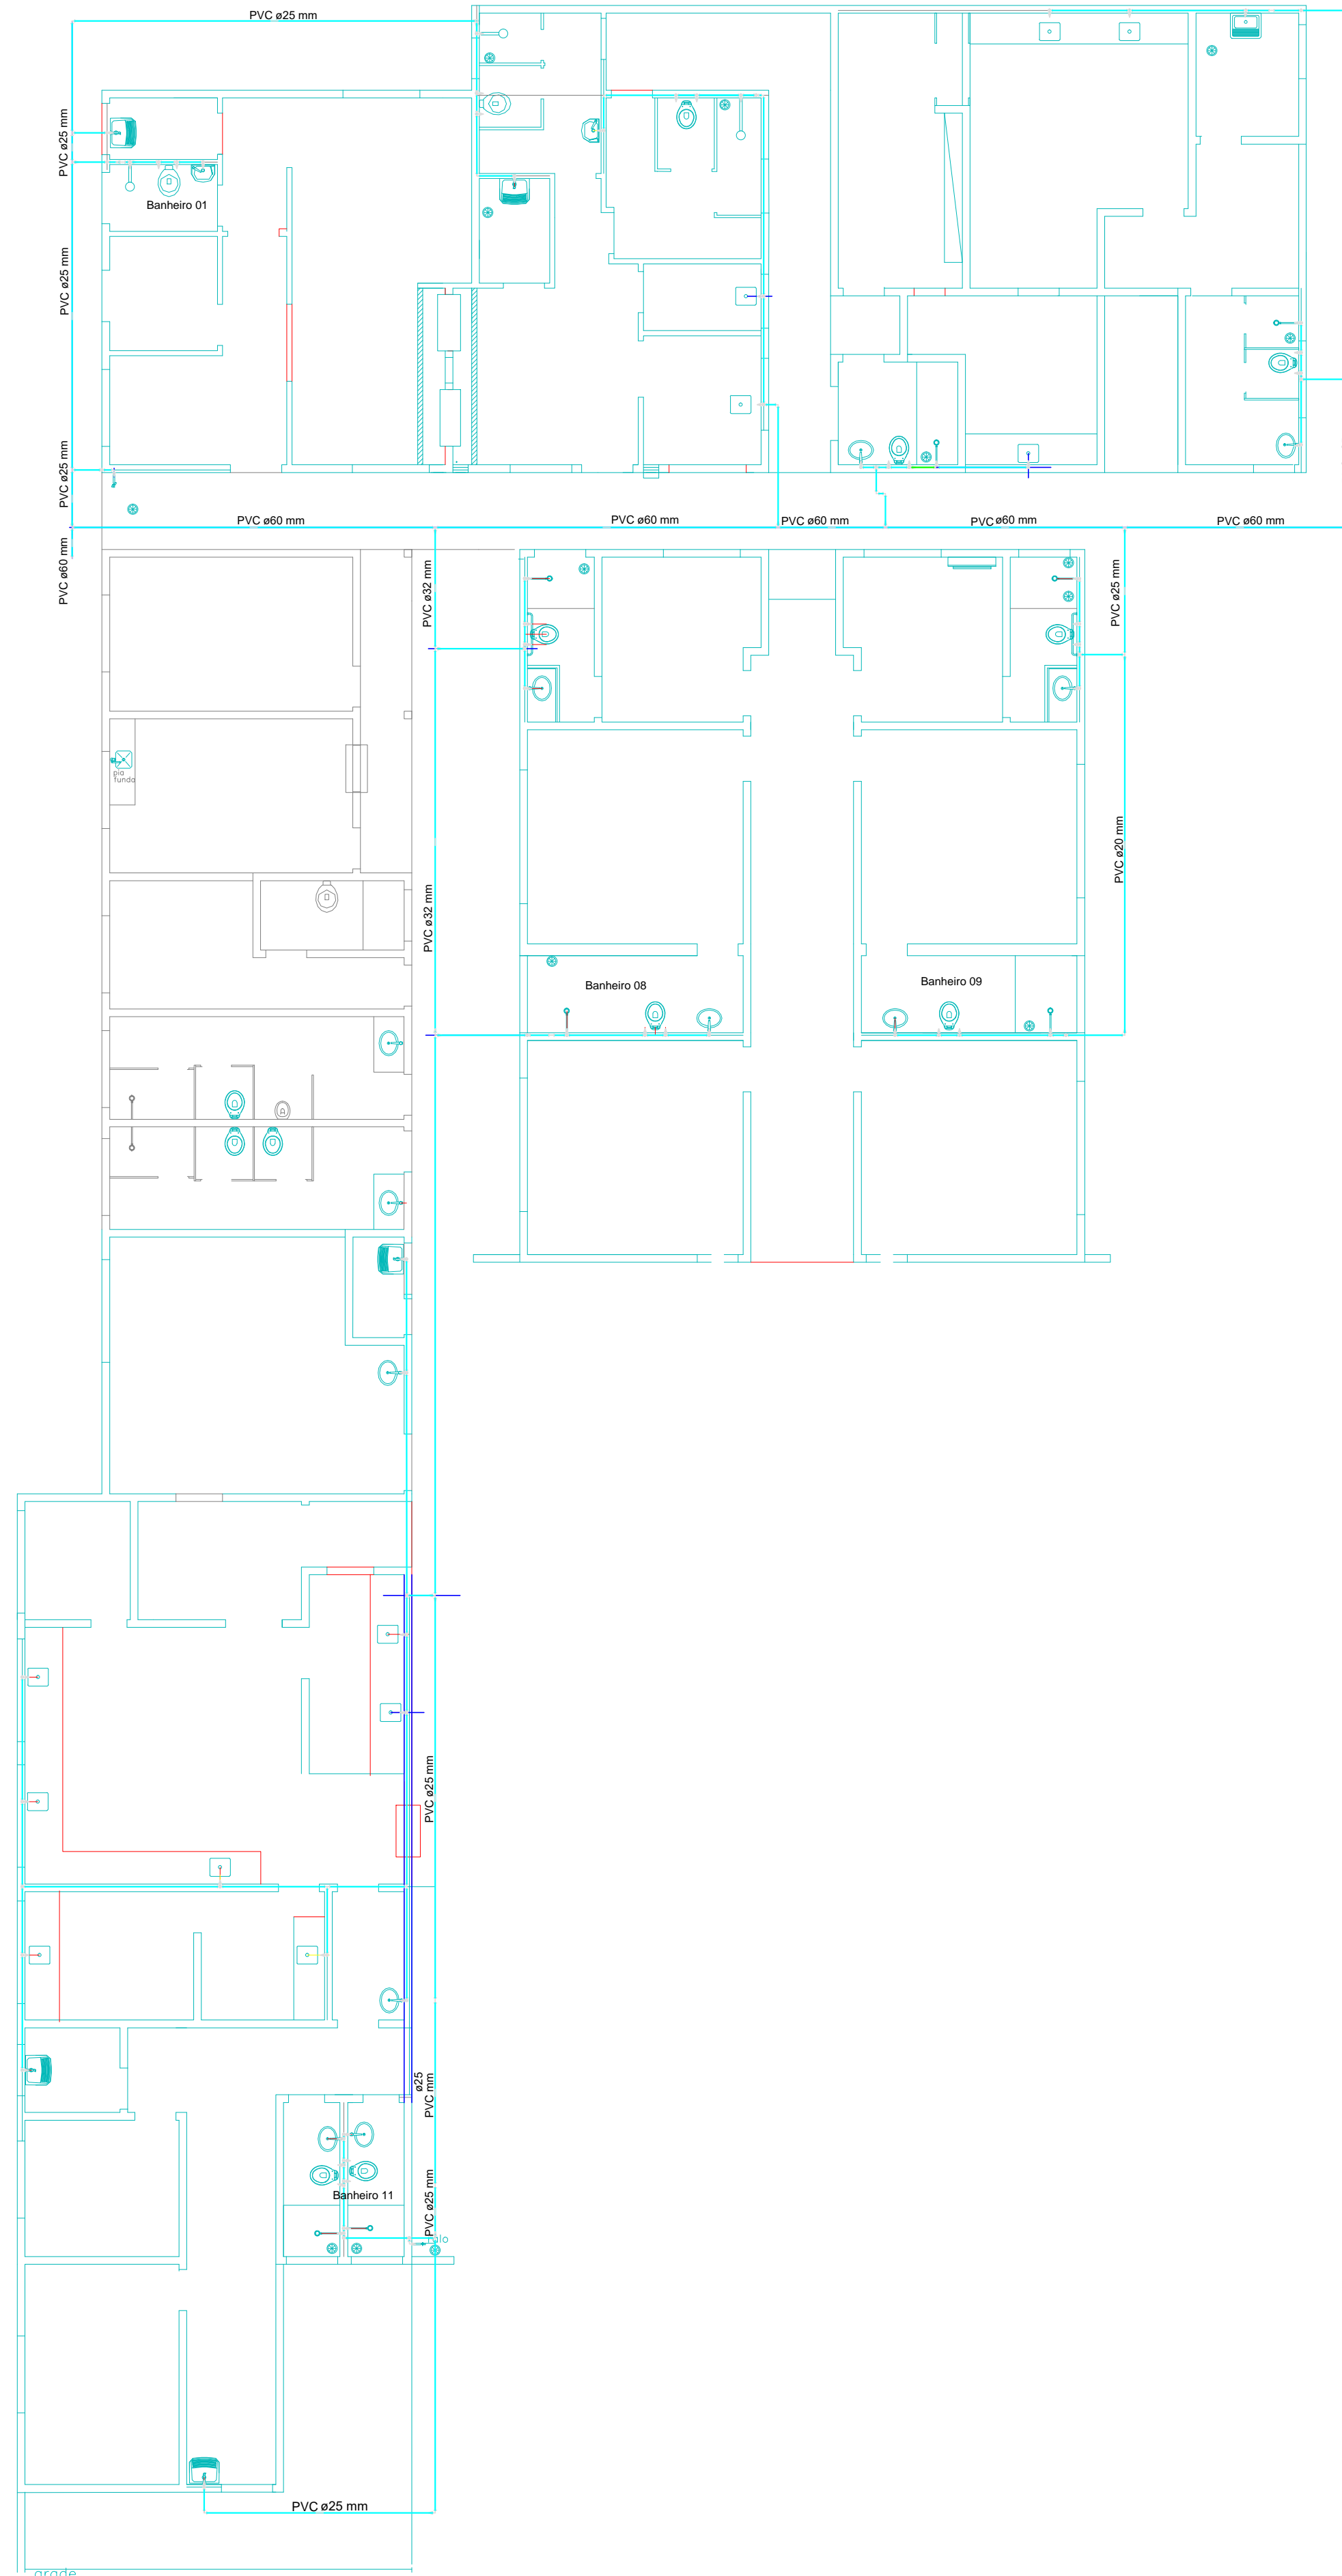 PVC ø25 mm
PVC ø25 mm
Banheiro 01
PVC ø25 mm
PVC ø25 mm
PVC ø60 mm
PVC ø60 mm
PVC ø60 mm
PVC ø60 mm
PVC ø60 mm
PVC ø60 mm
PVC ø32 mm
PVC ø25 mm
pia
funda
PVC ø20 mm
PVC ø32 mm
Banheiro 08
Banheiro 09
PVC ø25 mm
ø25
PVC mm
PVC ø25 mm
Banheiro 11
ralo
PVC ø25 mm
grade